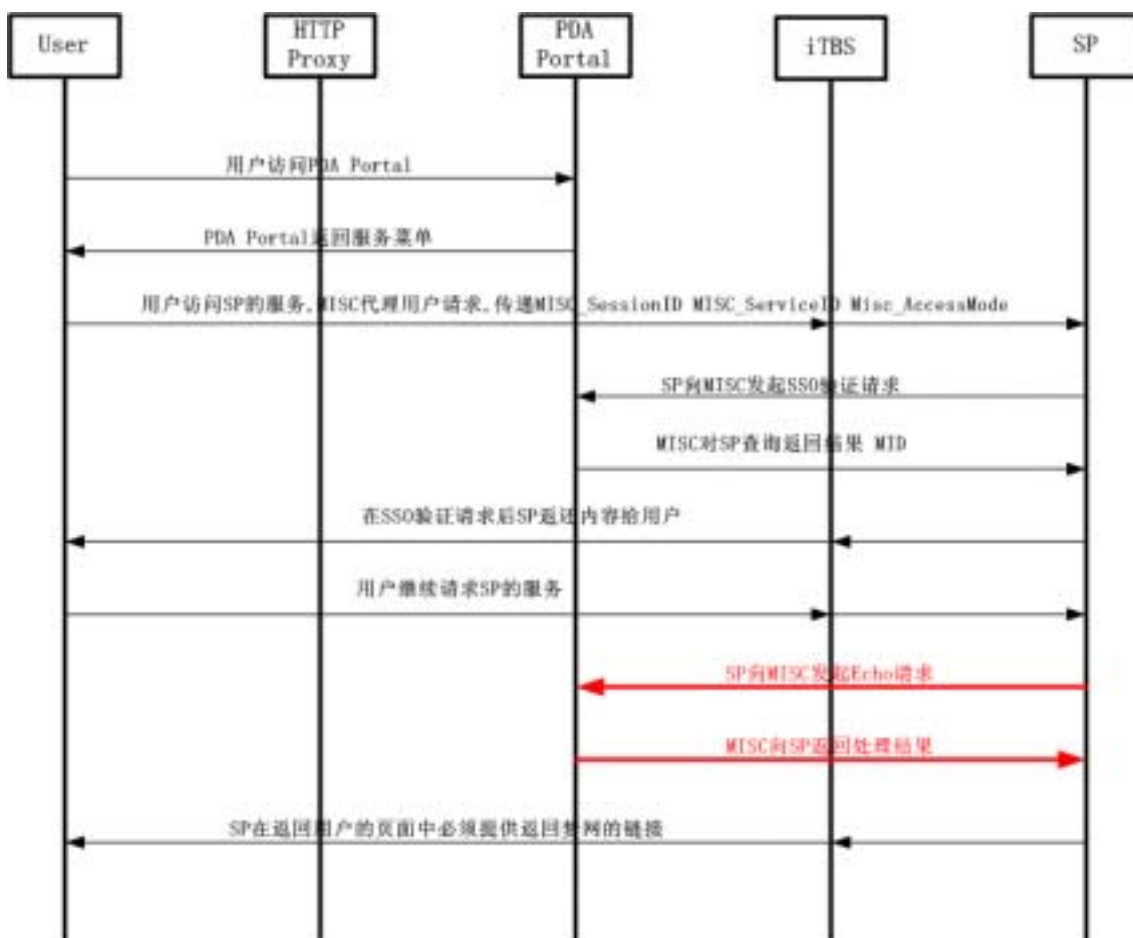 User
HTTP
Proxy
PDA
Portal
iTBS
SP
用户访问PDA Portal
PDA Portal返回服务菜单
用户访问SP的服务,MISC代理用户请求,传递MISC_SessionID MISC_ServiceID Misc_AccessMode
SP向MISC发起SSO验证请求
MISC对SP查询返回结果 MID
在SSO验证请求后SP返还内容给用户
用户继续请求SP的服务
SP向MISC发起Echo请求
MISC向SP返回处理结果
SP在返回用户的页面中必须提供返回梦网的链接